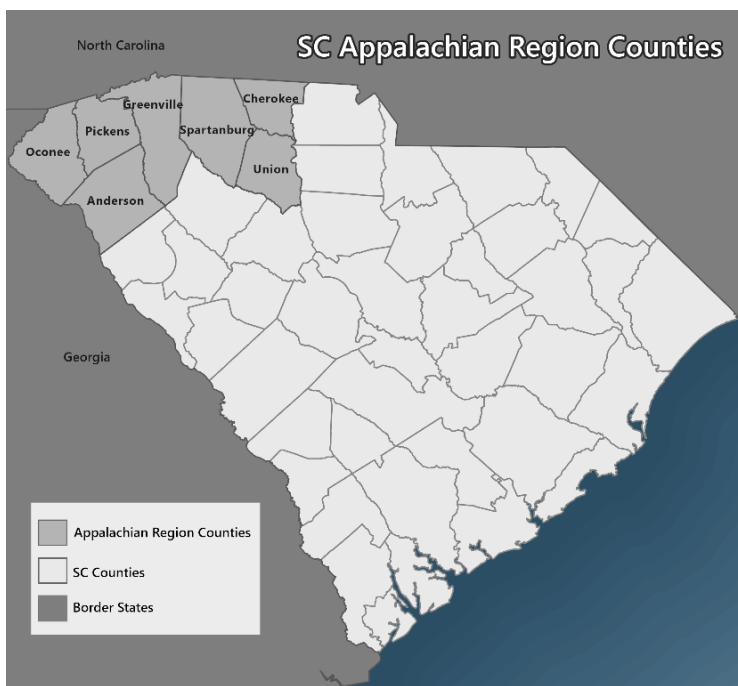 North Carolina
SC Appalachian Region Counties
Cherokee
Greenville
Spartanburg
Pickens
Oconee
Union
Anderson
Georgia
Appalachian Region Counties
SC Counties
Border States